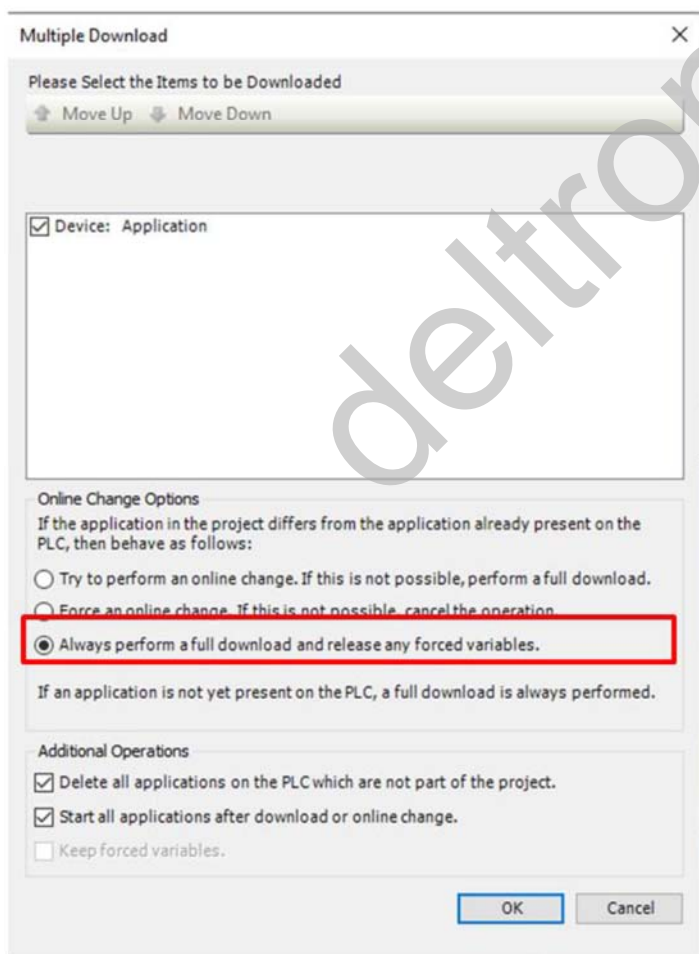 Multiple Download
Please Select the Items to be Downloaded
Move Up Move Down
Device: Application
Online Change Options
If the application in the project differs from the application already present on the
PLC, then behave as follows:
Try to perform an online change. If this is not possible, perform a full download.
Force an online change. If this is not possible, cancel the operation.
Always perform a full download and release any forced variables.
If an application is not yet present on the PLC, a full download is always performed.
Additional Operations
Delete all applications on the PLC which are not part of the project.
Start all applications after download or online change.
Keep forced variables.
OK Cancel